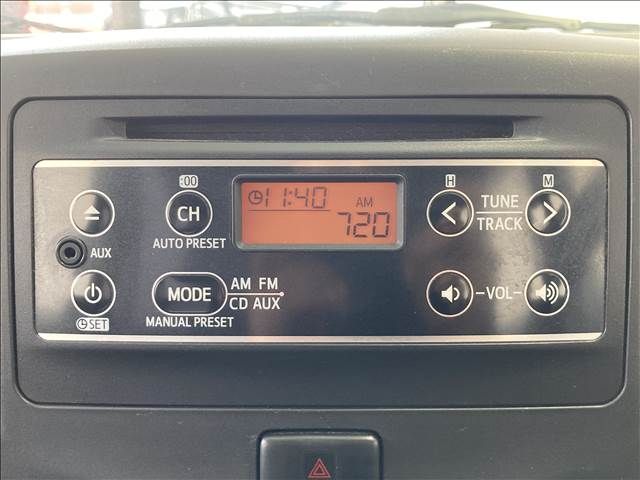 :00
CH
AUTO PRESET
AUX
SET
MODE
MANUAL PRESET
AM FM
CD AUX
11:40
AM
720
H
M
TUNE
TRACK
VOL